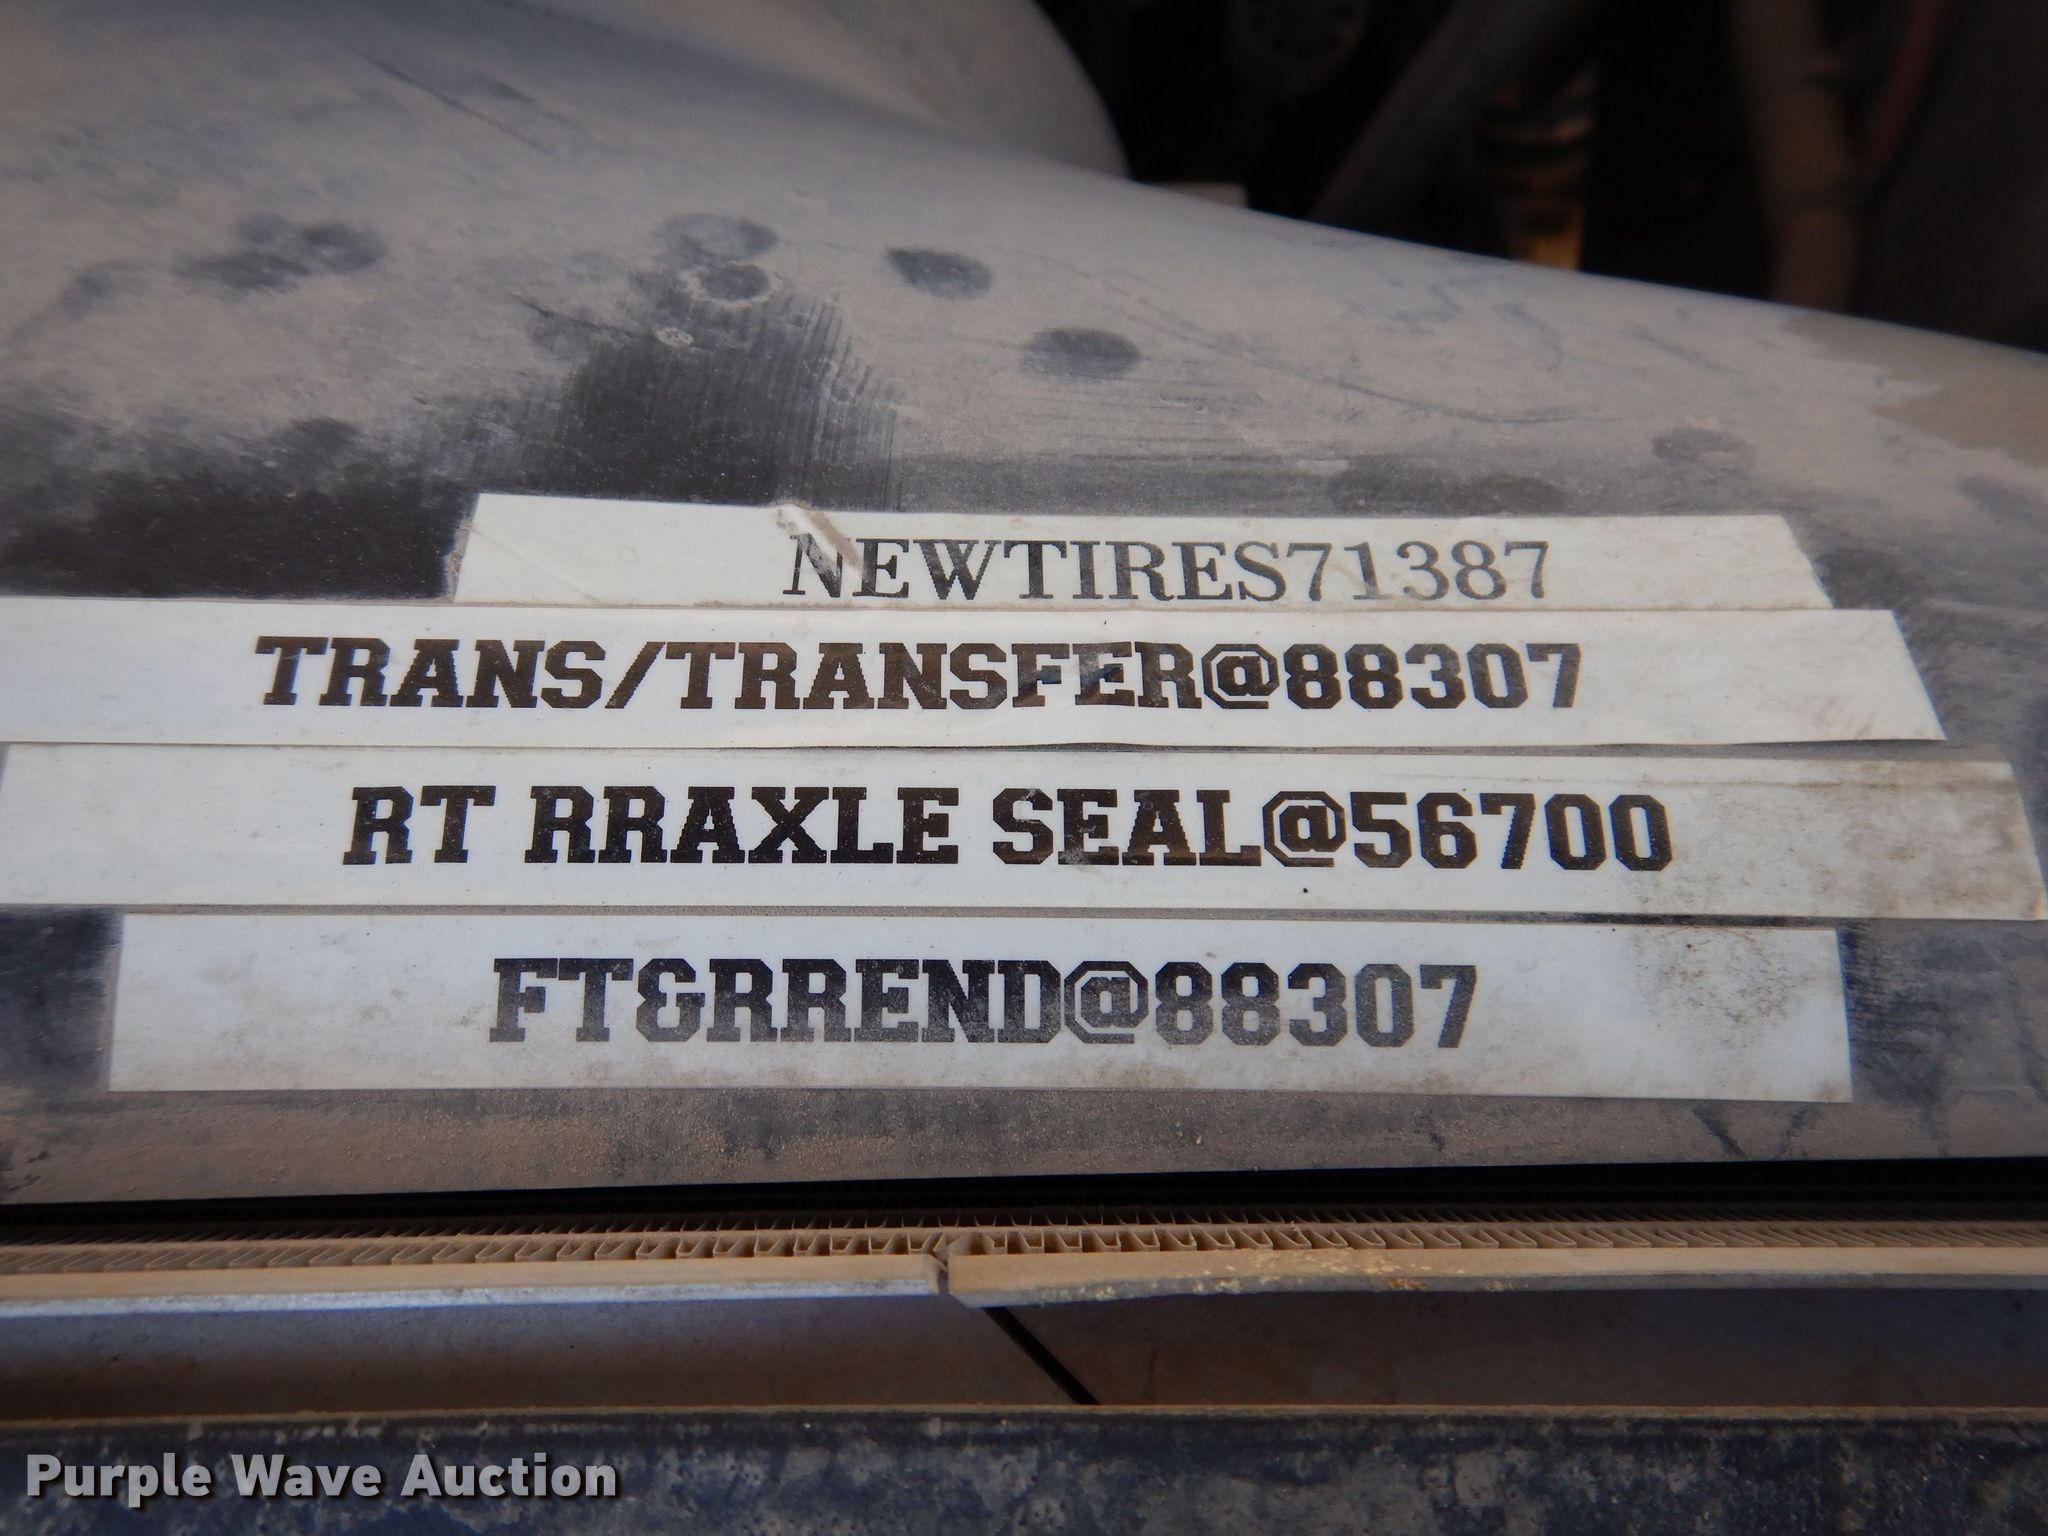 NEWTIRES71387
TRANS/TRANSFER@88307
RT RRAXLE SEAL@56700
FT&RREND@88307
Purple Wave Auction